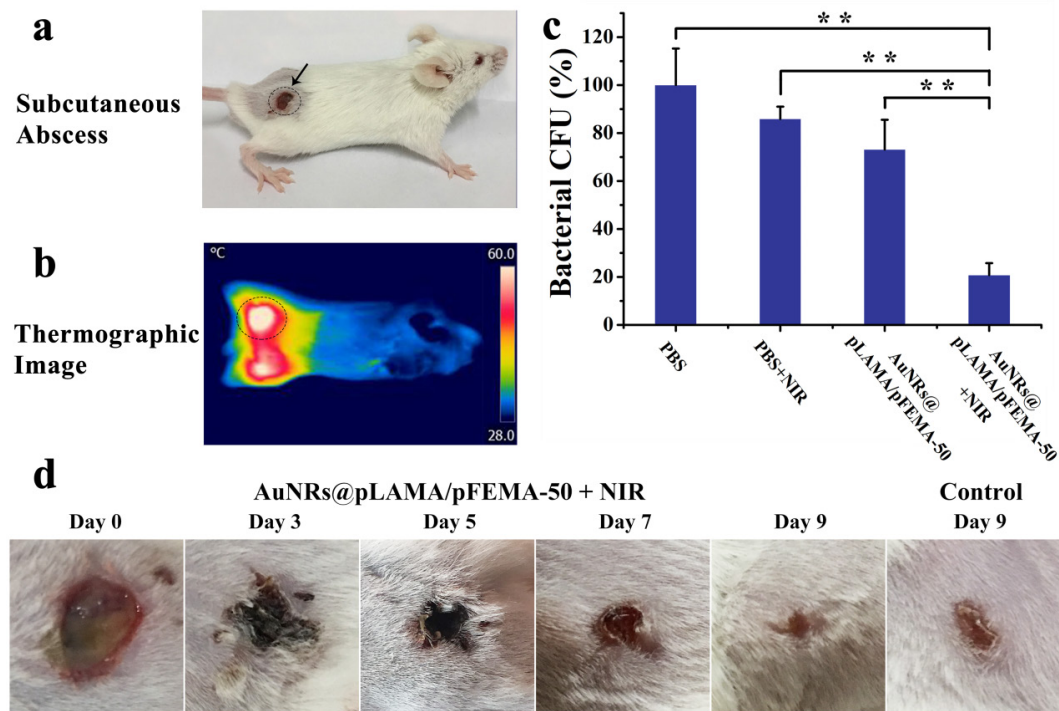 a
Subcutaneous
Abscess
b
Thermographic
Image
°C
60.0
28.0
c
Bacterial CFU (%)
120
100
80
60
40
20
0
* *
* *
* *
PBS
PBS+NIR
AuNRs@
pLAMA/pFEMA-50
AuNRs@
pLAMA/pFEMA-50
+NIR
d
AuNRs@pLAMA/pFEMA-50 + NIR
Control
Day 0
Day 3
Day 5
Day 7
Day 9
Day 9